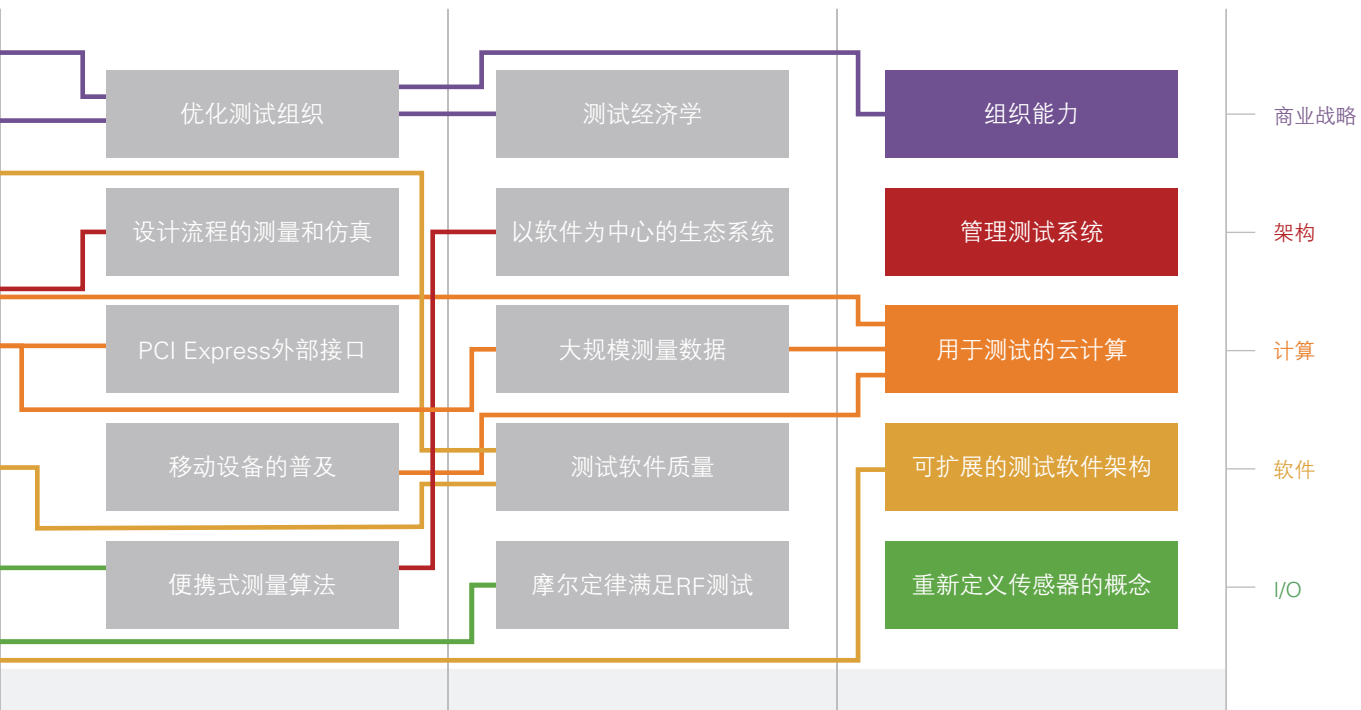 优化测试组织
测试经济学
组织能力
商业战略
设计流程的测量和仿真
以软件为中心的生态系统
管理测试系统
架构
PCI Express外部接口
大规模测量数据
用于测试的云计算
计算
移动设备的普及
测试软件质量
可扩展的测试软件架构
软件
便携式测量算法
摩尔定律满足RF测试
重新定义传感器的概念
I/O